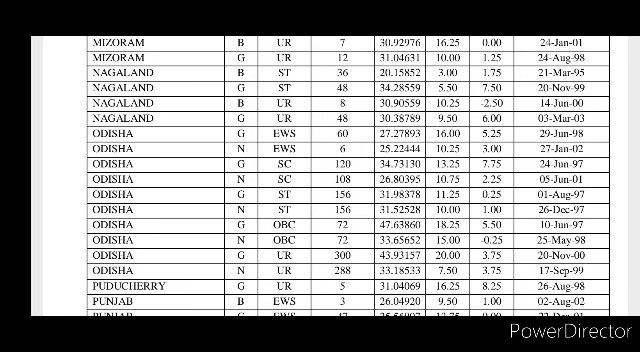 MIZORAM B UR 7 30.92976 16.25 0.00 24-Jan-01
MIZORAM G UR 12 31.04631 10.00 1.25 24-Aug-98
NAGALAND B ST 36 20.15852 3.00 1.75 21-Mar-95
NAGALAND G ST 48 34.28559 5.50 7.50 20-Nov-99
NAGALAND B UR 8 30.90559 10.25 -2.50 14-Jun-00
NAGALAND G UR 48 30.38789 9.50 6.00 03-Mar-03
ODISHA G EWS 60 27.27893 16.00 5.25 29-Jun-98
ODISHA N EWS 6 25.22444 10.25 3.00 27-Jan-02
ODISHA G SC 120 34.73130 13.25 7.75 24-Jun-97
ODISHA N SC 108 26.80395 10.75 2.25 05-Jun-01
ODISHA G ST 156 31.98378 11.25 0.25 01-Aug-97
ODISHA N ST 156 31.52528 10.00 1.00 26-Dec-97
ODISHA G OBC 72 47.63860 18.25 5.50 10-Jun-97
ODISHA N OBC 72 33.65652 15.00 -0.25 25-May-98
ODISHA G UR 300 43.93157 20.00 3.75 20-Nov-00
ODISHA N UR 288 33.18533 7.50 3.75 17-Sep-99
PUDUCHERRY G UR 5 31.04069 16.25 8.25 26-Aug-98
PUNJAB B EWS 3 26.04920 9.50 1.00 02-Aug-02
PUNJAB G EWS
PowerDirector